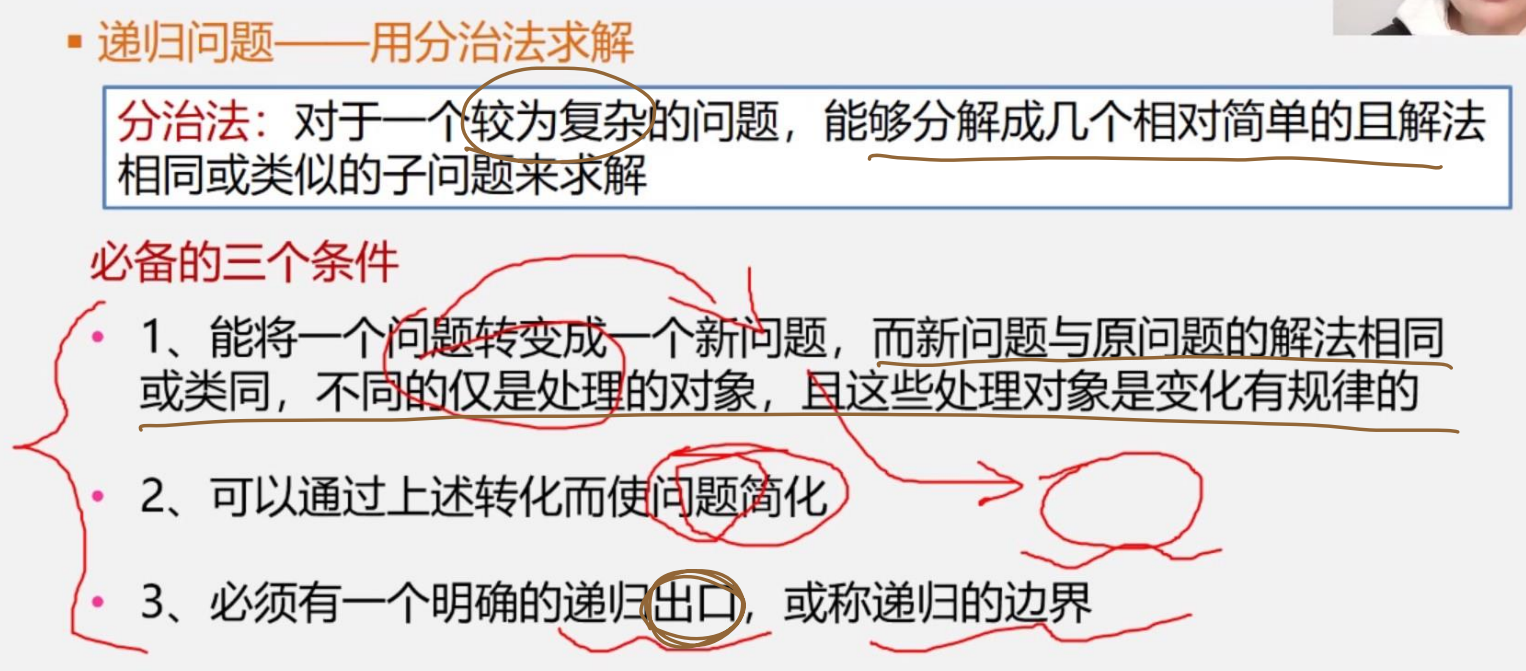 ▪ 递归问题——用分治法求解
分治法：对于一个较为复杂的问题，能够分解成几个相对简单的且解法
相同或类似的子问题来求解
必备的三个条件
• 1、能将一个问题转变成一个新问题，而新问题与原问题的解法相同
或类同，不同的仅是处理的对象，且这些处理对象是变化有规律的
• 2、可以通过上述转化而使问题简化
• 3、必须有一个明确的递归出口，或称递归的边界